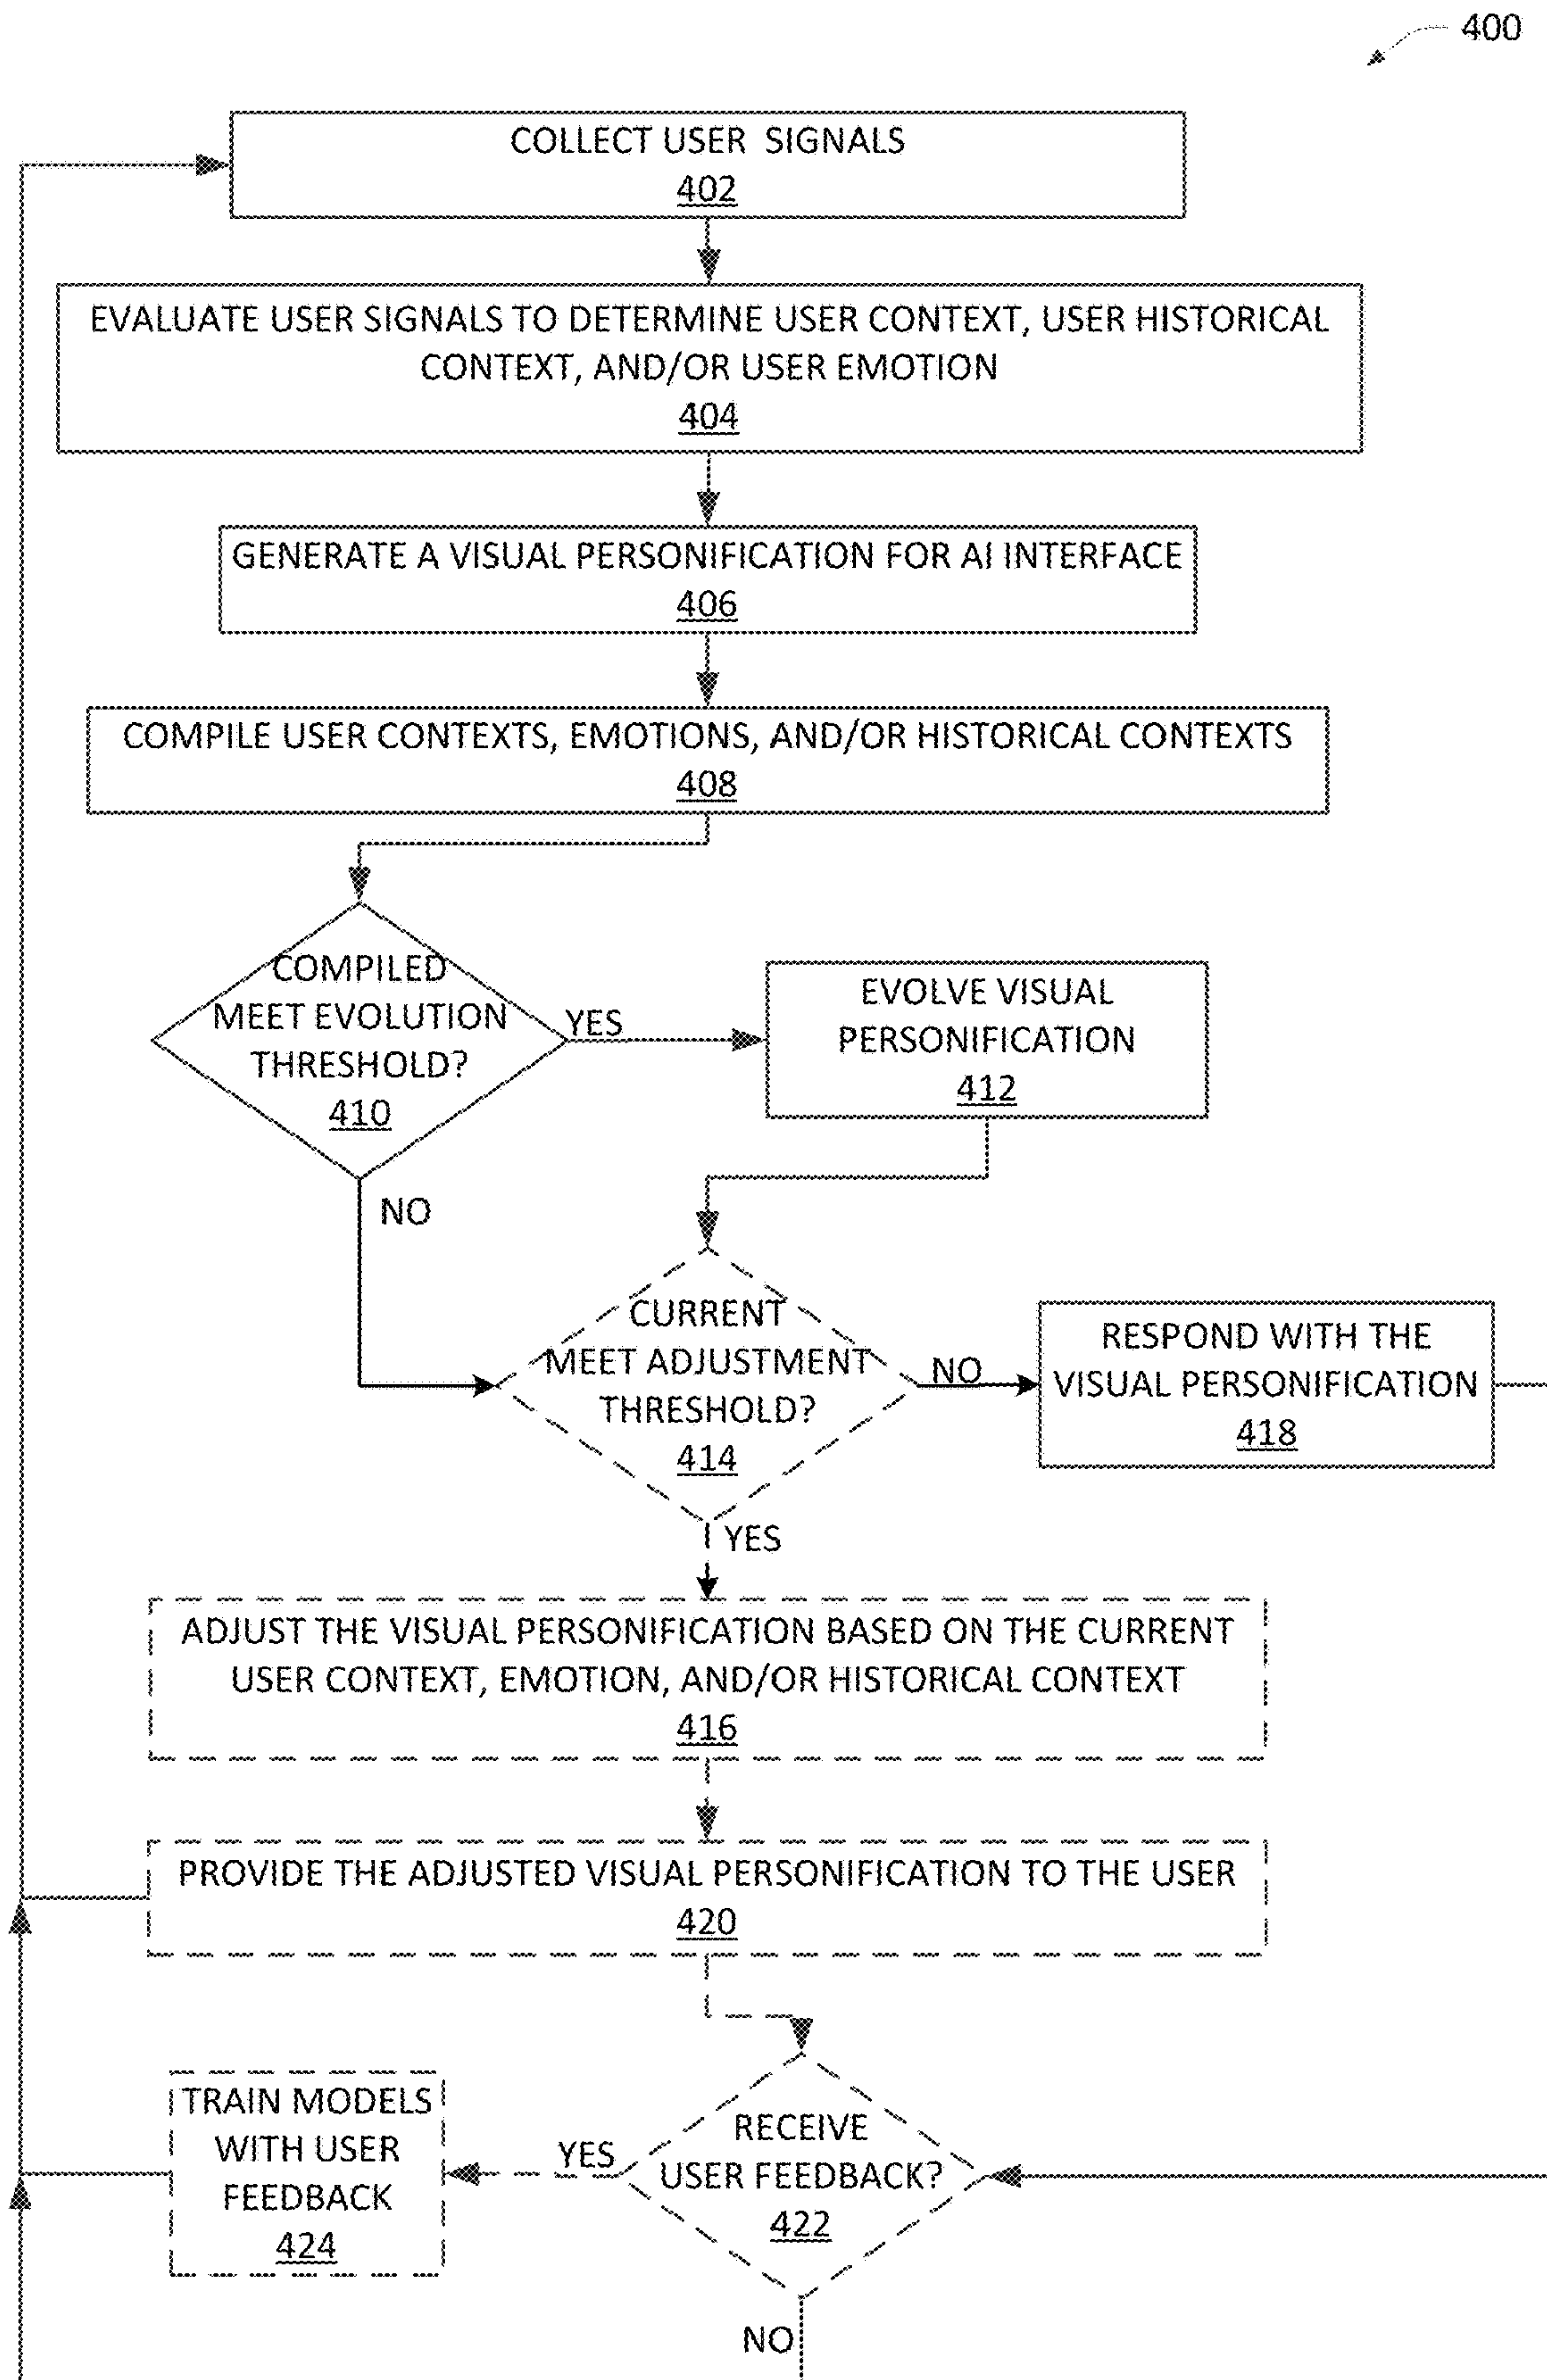 400
COLLECT USER SIGNALS
402
EVALUATE USER SIGNALS TO DETERMINE USER CONTEXT, USER HISTORICAL
CONTEXT, AND/OR USER EMOTION
404
GENERATE A VISUAL PERSONIFICATION FOR AI INTERFACE
406
COMPILE USER CONTEXTS, EMOTIONS, AND/OR HISTORICAL CONTEXTS
408
COMPILED
MEET EVOLUTION
THRESHOLD?
410
YES
EVOLVE VISUAL
PERSONIFICATION
412
NO
CURRENT
MEET ADJUSTMENT
THRESHOLD?
414
NO
RESPOND WITH THE
VISUAL PERSONIFICATION
418
YES
ADJUST THE VISUAL PERSONIFICATION BASED ON THE CURRENT
USER CONTEXT, EMOTION, AND/OR HISTORICAL CONTEXT
416
PROVIDE THE ADJUSTED VISUAL PERSONIFICATION TO THE USER
420
TRAIN MODELS
WITH USER
FEEDBACK
424
YES
RECEIVE
USER FEEDBACK?
422
NO